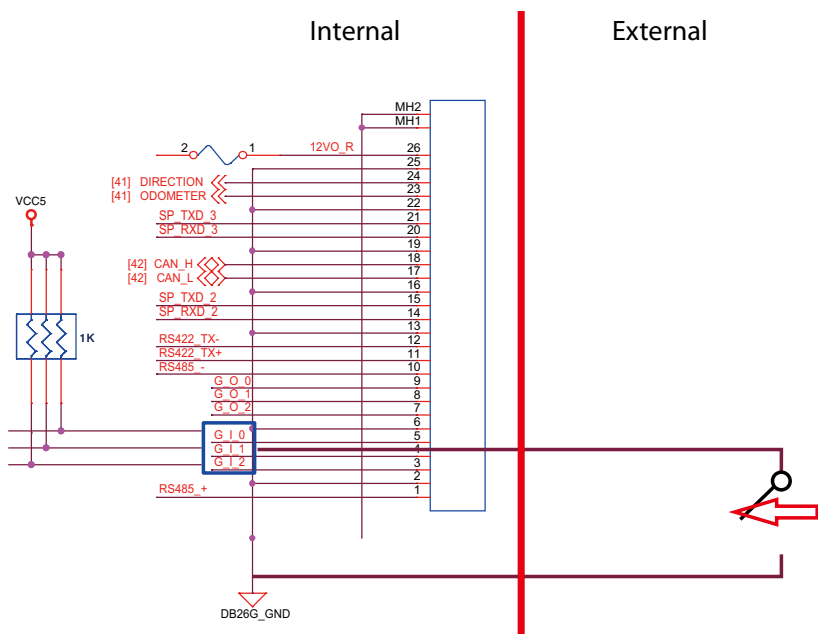 Internal External
MH2
MH1
2 1 12VO_R 26
25
[41] DIRECTION 24
[41] ODOMETER 23
VCC5
22
SP_TXD_3 21
SP_RXD_3 20
19
[42] CAN_H 18
[42] CAN_L 17
16
SP_TXD_2 15
SP_RXD_2 14
13
1K
RS422_TX- 12
RS422_TX+ 11
RS485_- 10
G_O_0 9
G_O_1 8
G_O_2 7
6
G_I_0 5
G_I_1 4
G_I_2 3
2
RS485_+ 1
DB26G_GND